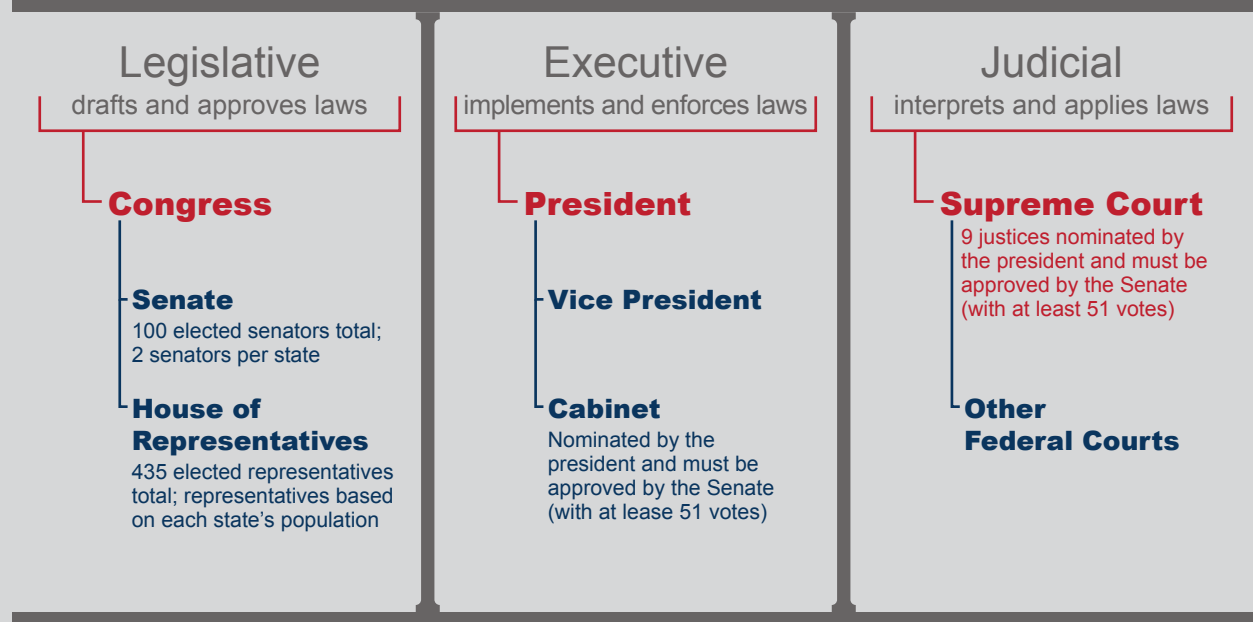 Legislative
drafts and approves laws
Congress
Senate
100 elected senators total;
2 senators per state
House of
Representatives
435 elected representatives
total; representatives based
on each state’s population
Executive
implements and enforces laws
President
Vice President
Cabinet
Nominated by the
president and must be
approved by the Senate
(with at lease 51 votes)
Judicial
interprets and applies laws
Supreme Court
9 justices nominated by
the president and must be
approved by the Senate
(with at least 51 votes)
Other
Federal Courts